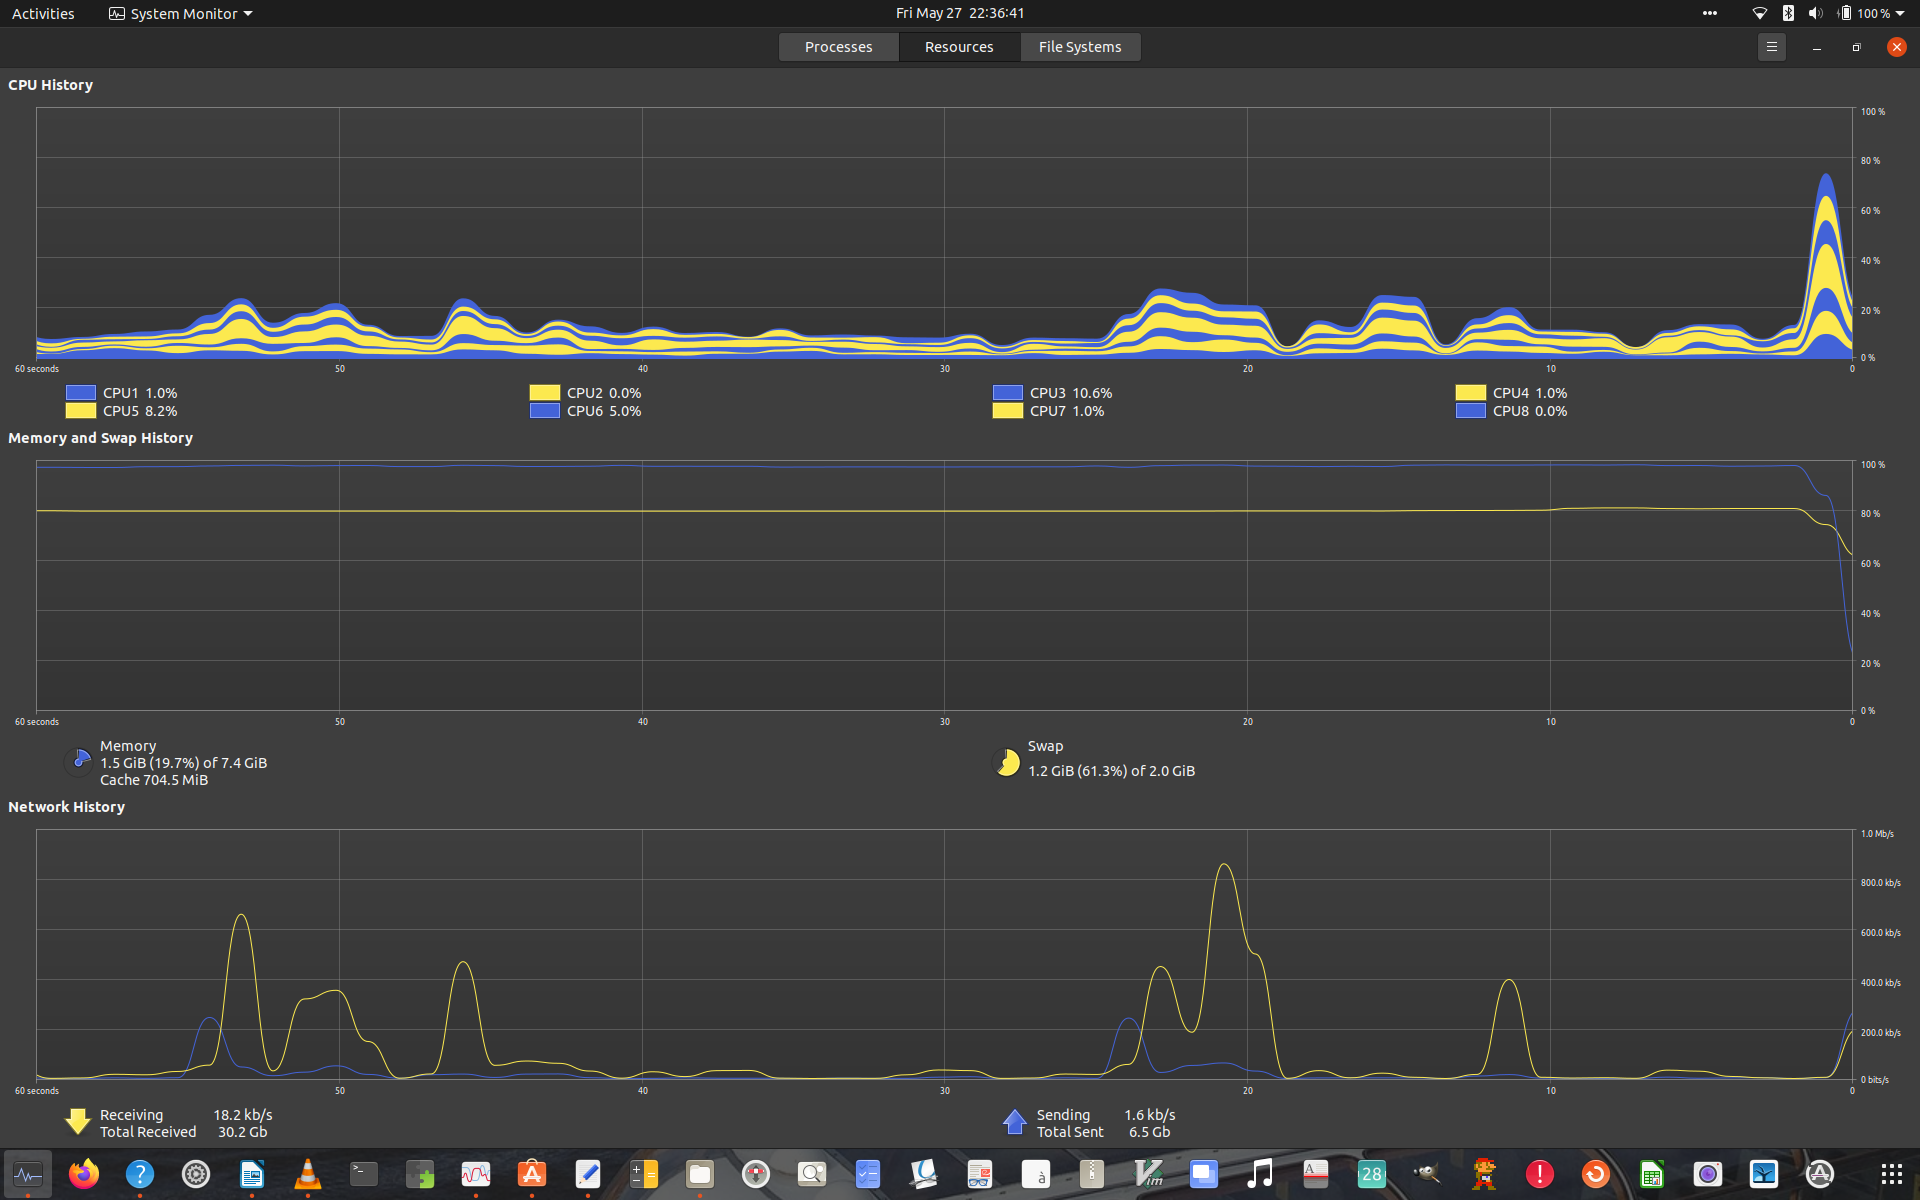 Activities System Monitor Fri May 27 22:36:41 100 %
Processes Resources File Systems
CPU History
100 %
80 %
60 %
40 %
20 %
0 %
60 seconds 50 40 30 20 10 0
CPU1 1.0% CPU2 0.0% CPU3 10.6% CPU4 1.0%
CPU5 8.2% CPU6 5.0% CPU7 1.0% CPU8 0.0%
Memory and Swap History
100 %
80 %
60 %
40 %
20 %
0 %
60 seconds 50 40 30 20 10 0
Memory
1.5 GiB (19.7%) of 7.4 GiB
Cache 704.5 MiB
Swap
1.2 GiB (61.3%) of 2.0 GiB
Network History
1.0 Mb/s
800.0 kb/s
600.0 kb/s
400.0 kb/s
200.0 kb/s
0 bits/s
60 seconds 50 40 30 20 10 0
Receiving 18.2 kb/s
Total Received 30.2 Gb
Sending 1.6 kb/s
Total Sent 6.5 Gb
? >_ à Vim A 28 !